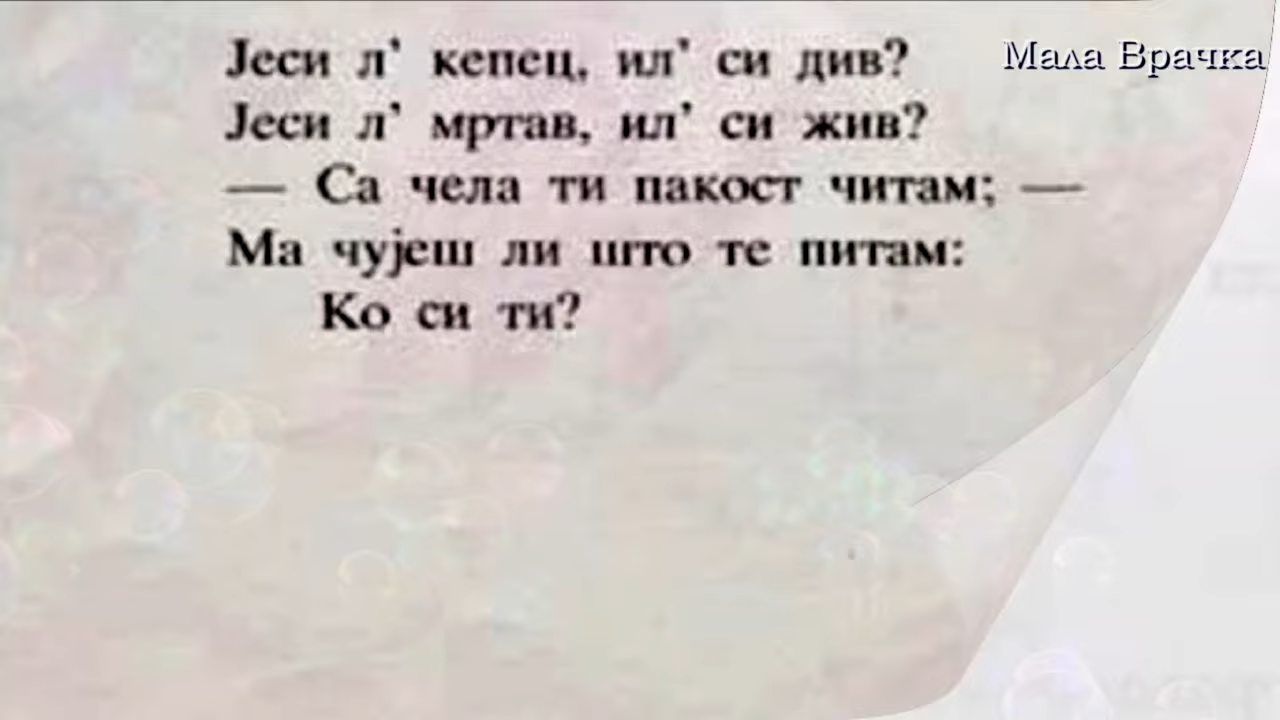 Јеси л’ кепец, ил’ си див?
Јеси л’ мртав, ил’ си жив?
— Са чела ти пакост читам; —
Ма чујеш ли што те питам:
Ко си ти?
Мала Врачка